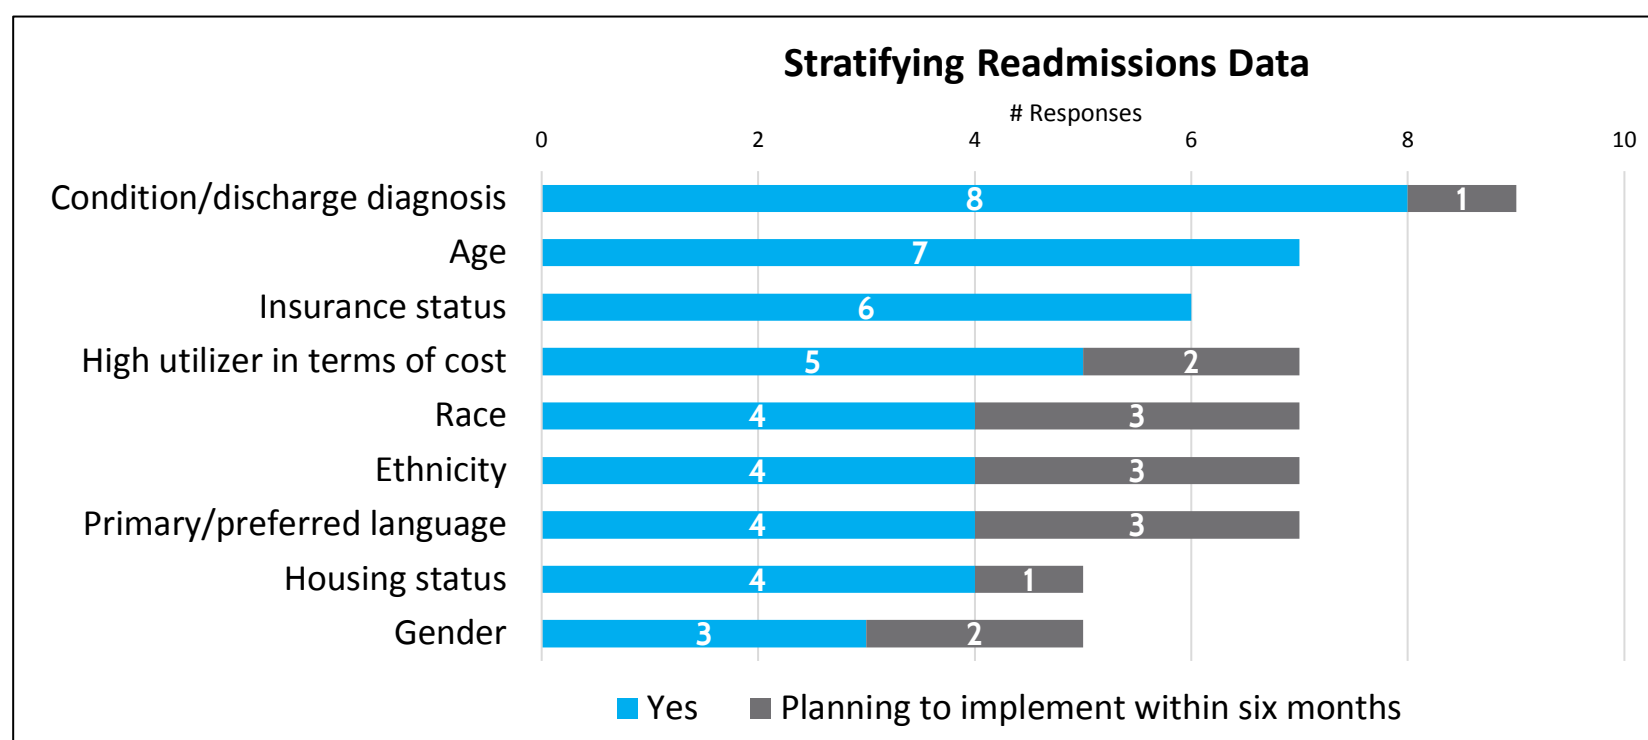 Stratifying Readmissions Data
# Responses
0 2 4 6 8 10
Condition/discharge diagnosis 8 1
Age 7
Insurance status 6
High utilizer in terms of cost 5 2
Race 4 3
Ethnicity 4 3
Primary/preferred language 4 3
Housing status 4 1
Gender 3 2
Yes Planning to implement within six months